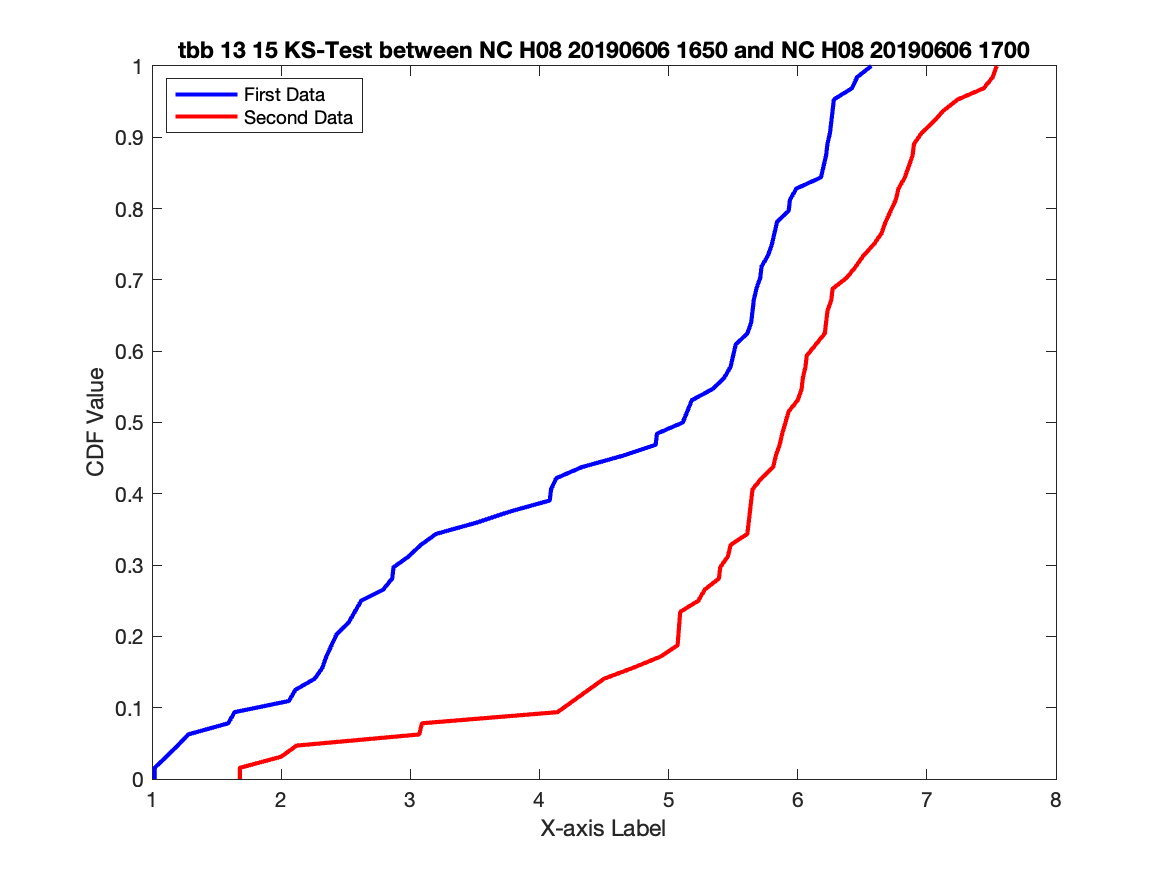 tbb 13 15 KS-Test between NC H08 20190606 1650 and NC H08 20190606 1700
First Data
Second Data
CDF Value
1
0.9
0.8
0.7
0.6
0.5
0.4
0.3
0.2
0.1
0
1 2 3 4 5 6 7 8
X-axis Label